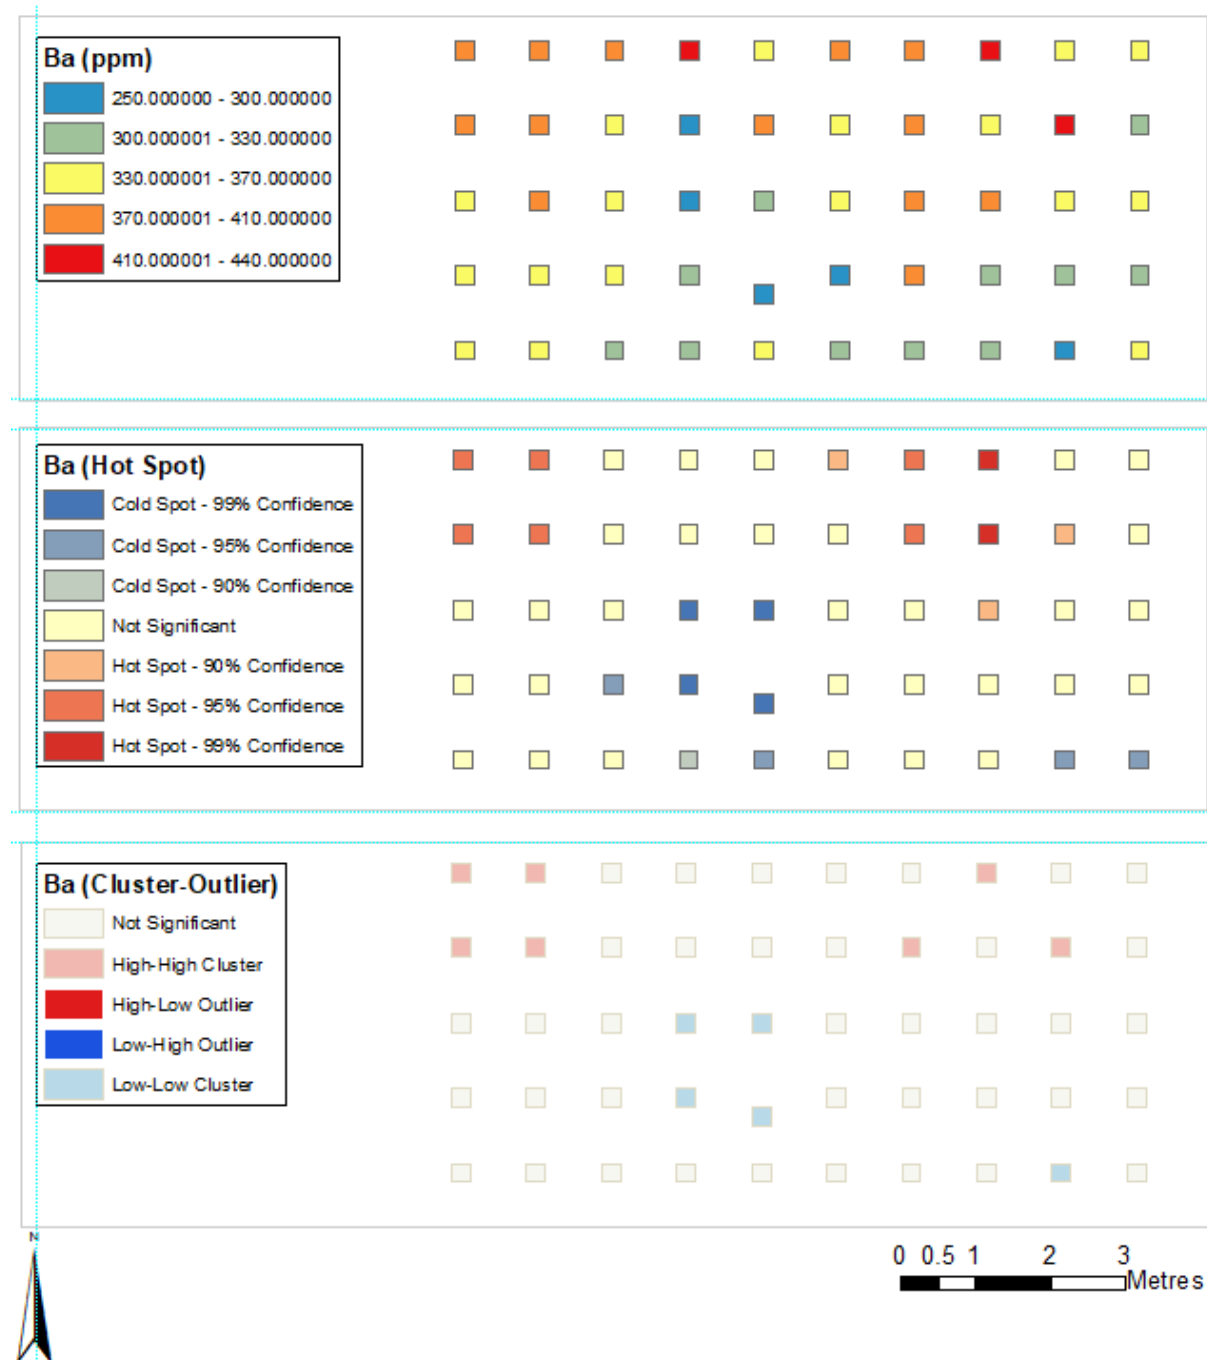 Ba (ppm)
250.000000 - 300.000000
300.000001 - 330.000000
330.000001 - 370.000000
370.000001 - 410.000000
410.000001 - 440.000000
Ba (Hot Spot)
Cold Spot - 99% Confidence
Cold Spot - 95% Confidence
Cold Spot - 90% Confidence
Not Significant
Hot Spot - 90% Confidence
Hot Spot - 95% Confidence
Hot Spot - 99% Confidence
Ba (Cluster-Outlier)
Not Significant
High-High Cluster
High-Low Outlier
Low-High Outlier
Low-Low Cluster
N
0 0.5 1 2 3
Metres